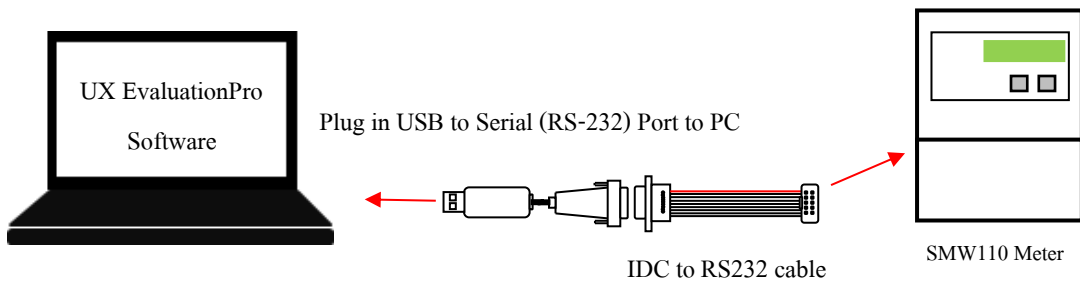 UX EvaluationPro
Software
Plug in USB to Serial (RS-232) Port to PC
IDC to RS232 cable
SMW110 Meter